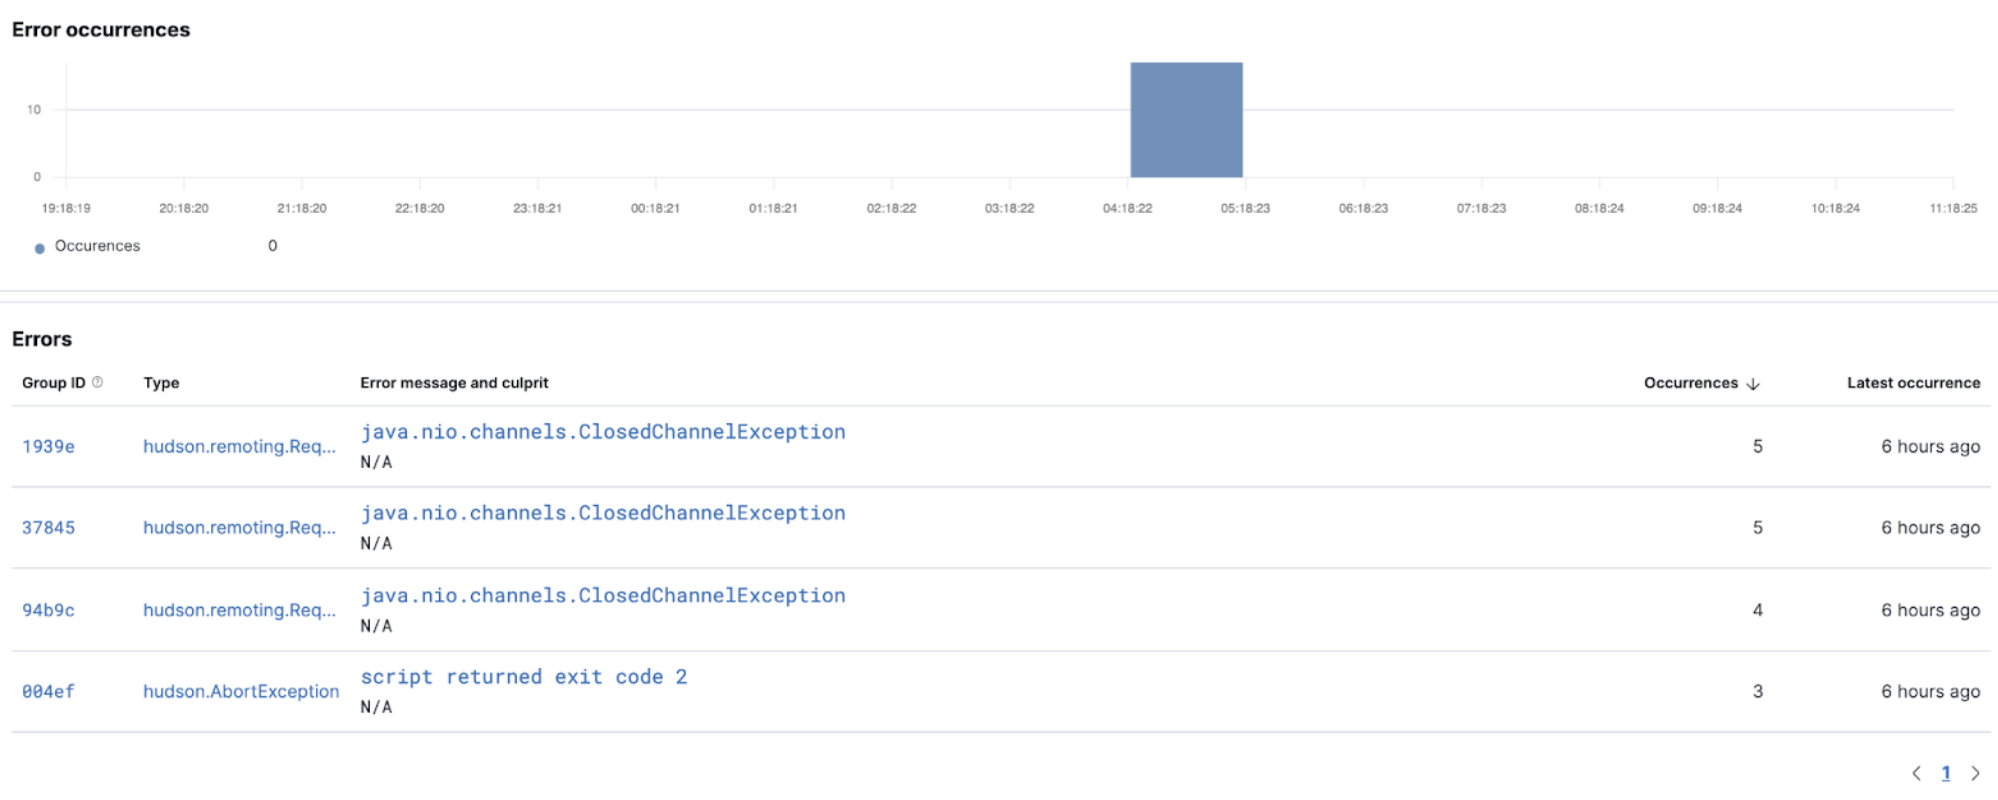 Error occurrences
10
0
19:18:19 20:18:20 21:18:20 22:18:20 23:18:21 00:18:21 01:18:21 02:18:22 03:18:22 04:18:22 05:18:23 06:18:23 07:18:23 08:18:24 09:18:24 10:18:24 11:18:25
Occurences 0
Errors
Group ID Type Error message and culprit Occurrences ↓ Latest occurrence
1939e hudson.remoting.Req... java.nio.channels.ClosedChannelException 5 6 hours ago
N/A
37845 hudson.remoting.Req... java.nio.channels.ClosedChannelException 5 6 hours ago
N/A
94b9c hudson.remoting.Req... java.nio.channels.ClosedChannelException 4 6 hours ago
N/A
004ef hudson.AbortException script returned exit code 2 3 6 hours ago
N/A
< 1 >